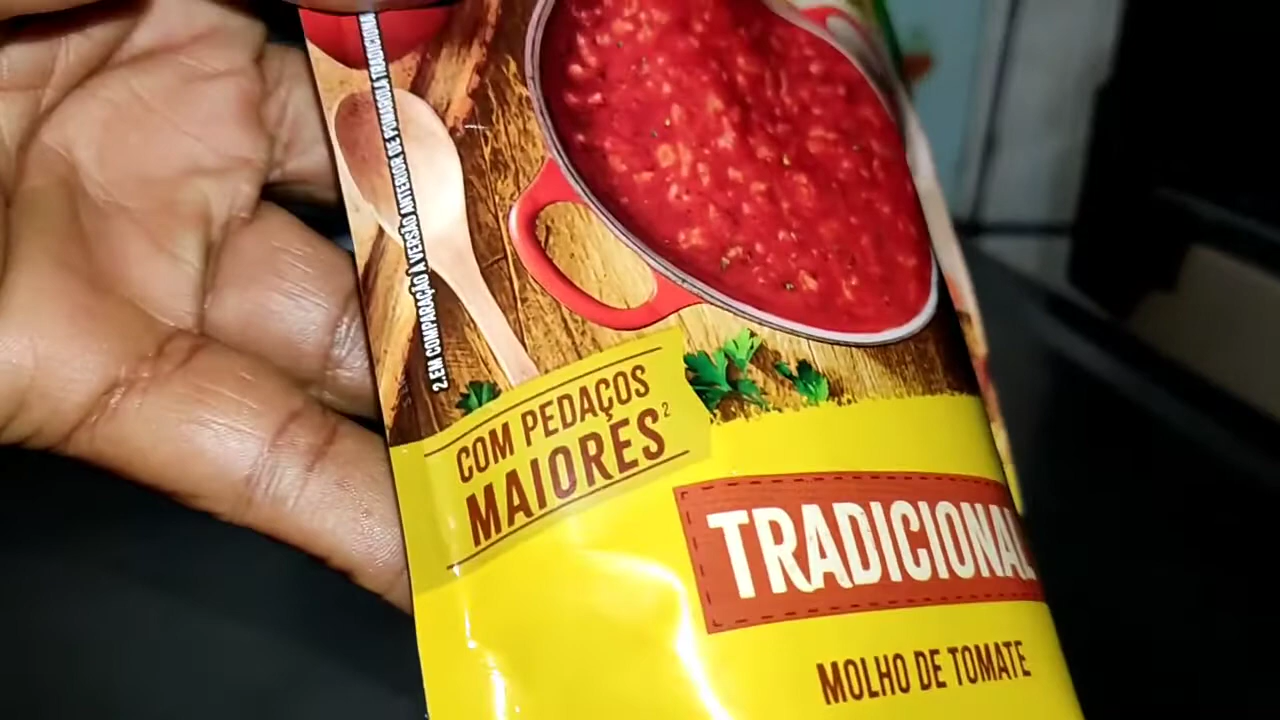 2.EM COMPARAÇÃO À VERSÃO ANTERIOR DE POMAROLA TRADICIONAL
COM PEDAÇOS
MAIORES²
TRADICIONAL
MOLHO DE TOMATE